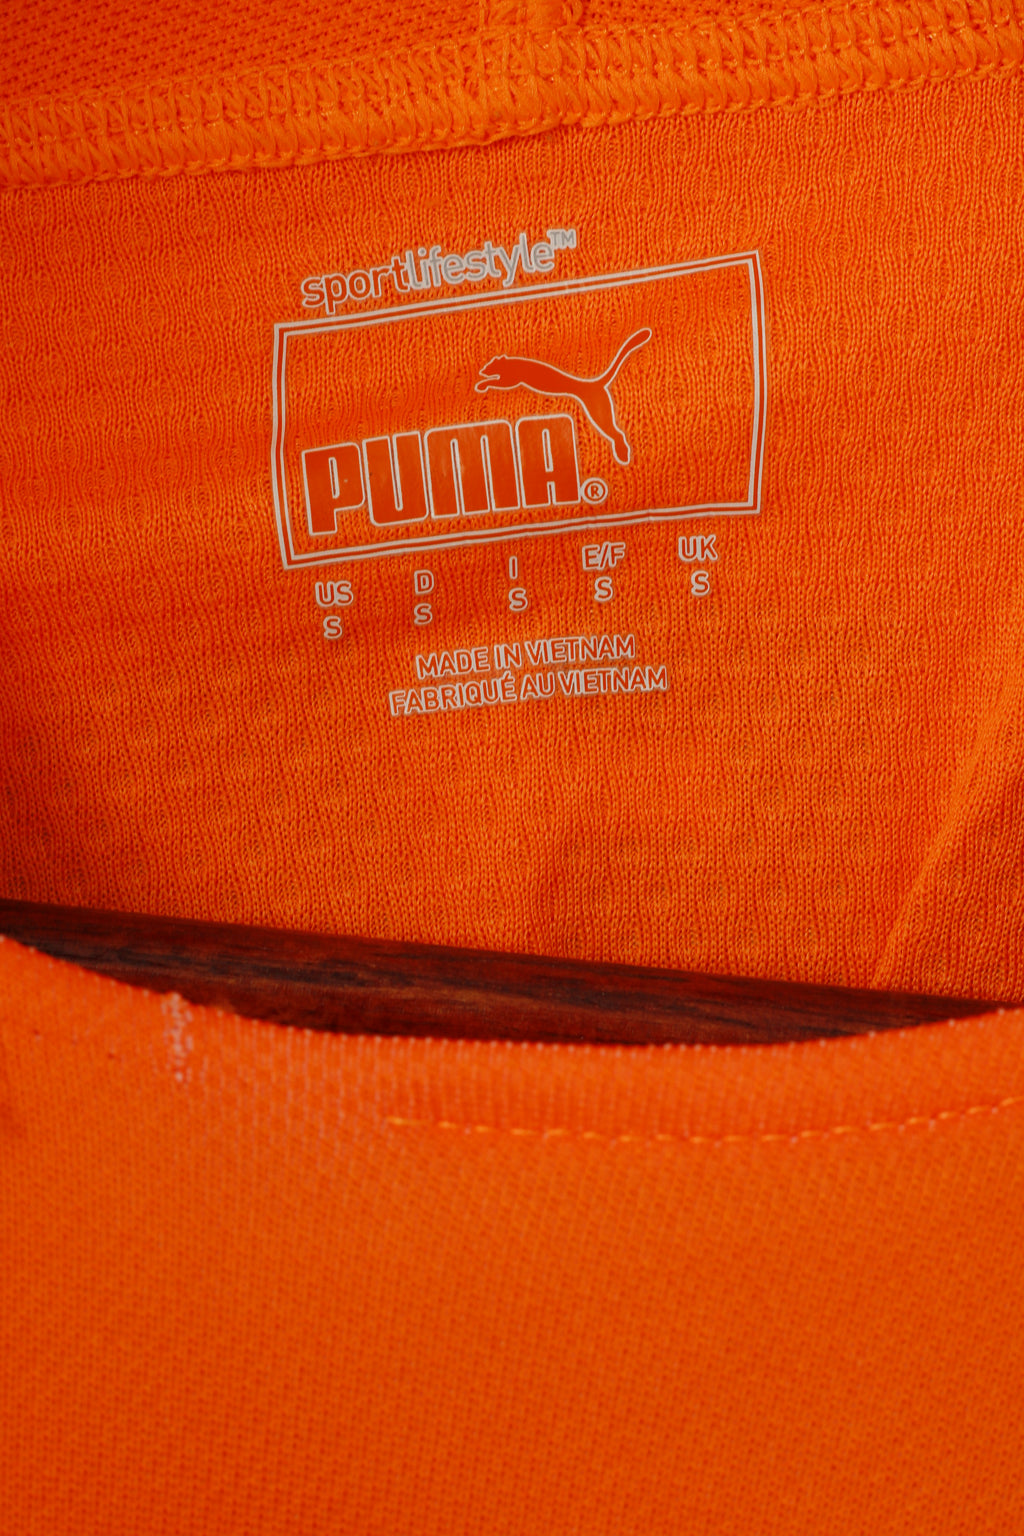 sportlifestyle™
PUMA®
US D I E/F UK
S S S S S
MADE IN VIETNAM
FABRIQUÉ AU VIETNAM